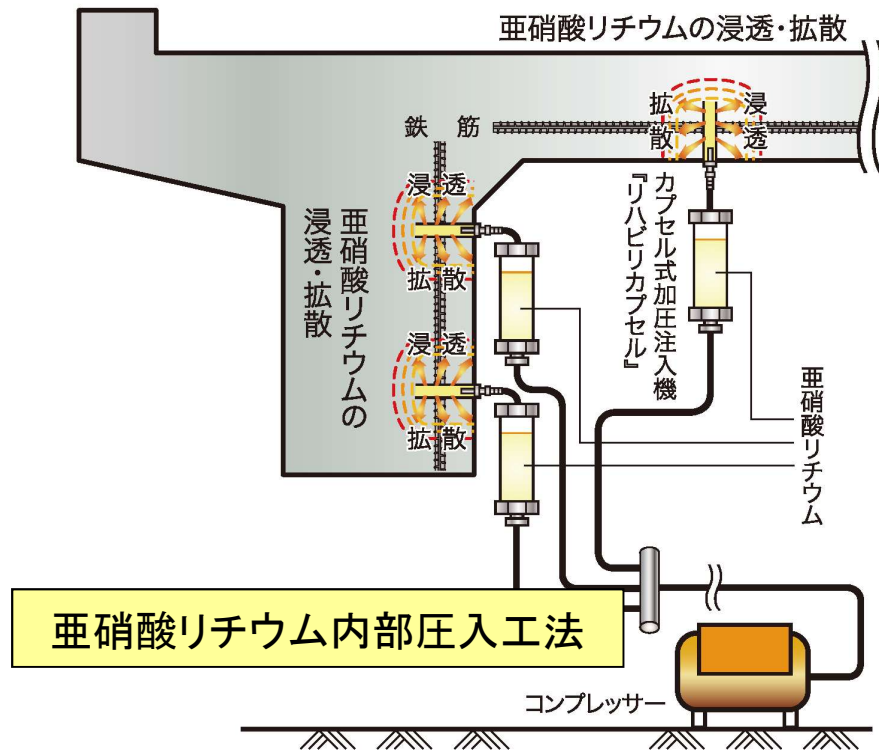 亜硝酸リチウムの浸透・拡散
拡 浸
散 透
鉄 筋
浸 透
拡 散
亜硝酸リチウムの
浸透・拡散
浸 透
拡 散
カプセル式加圧注入機
『リハビリカプセル』
亜硝酸リチウム
亜硝酸リチウム内部圧入工法
コンプレッサー